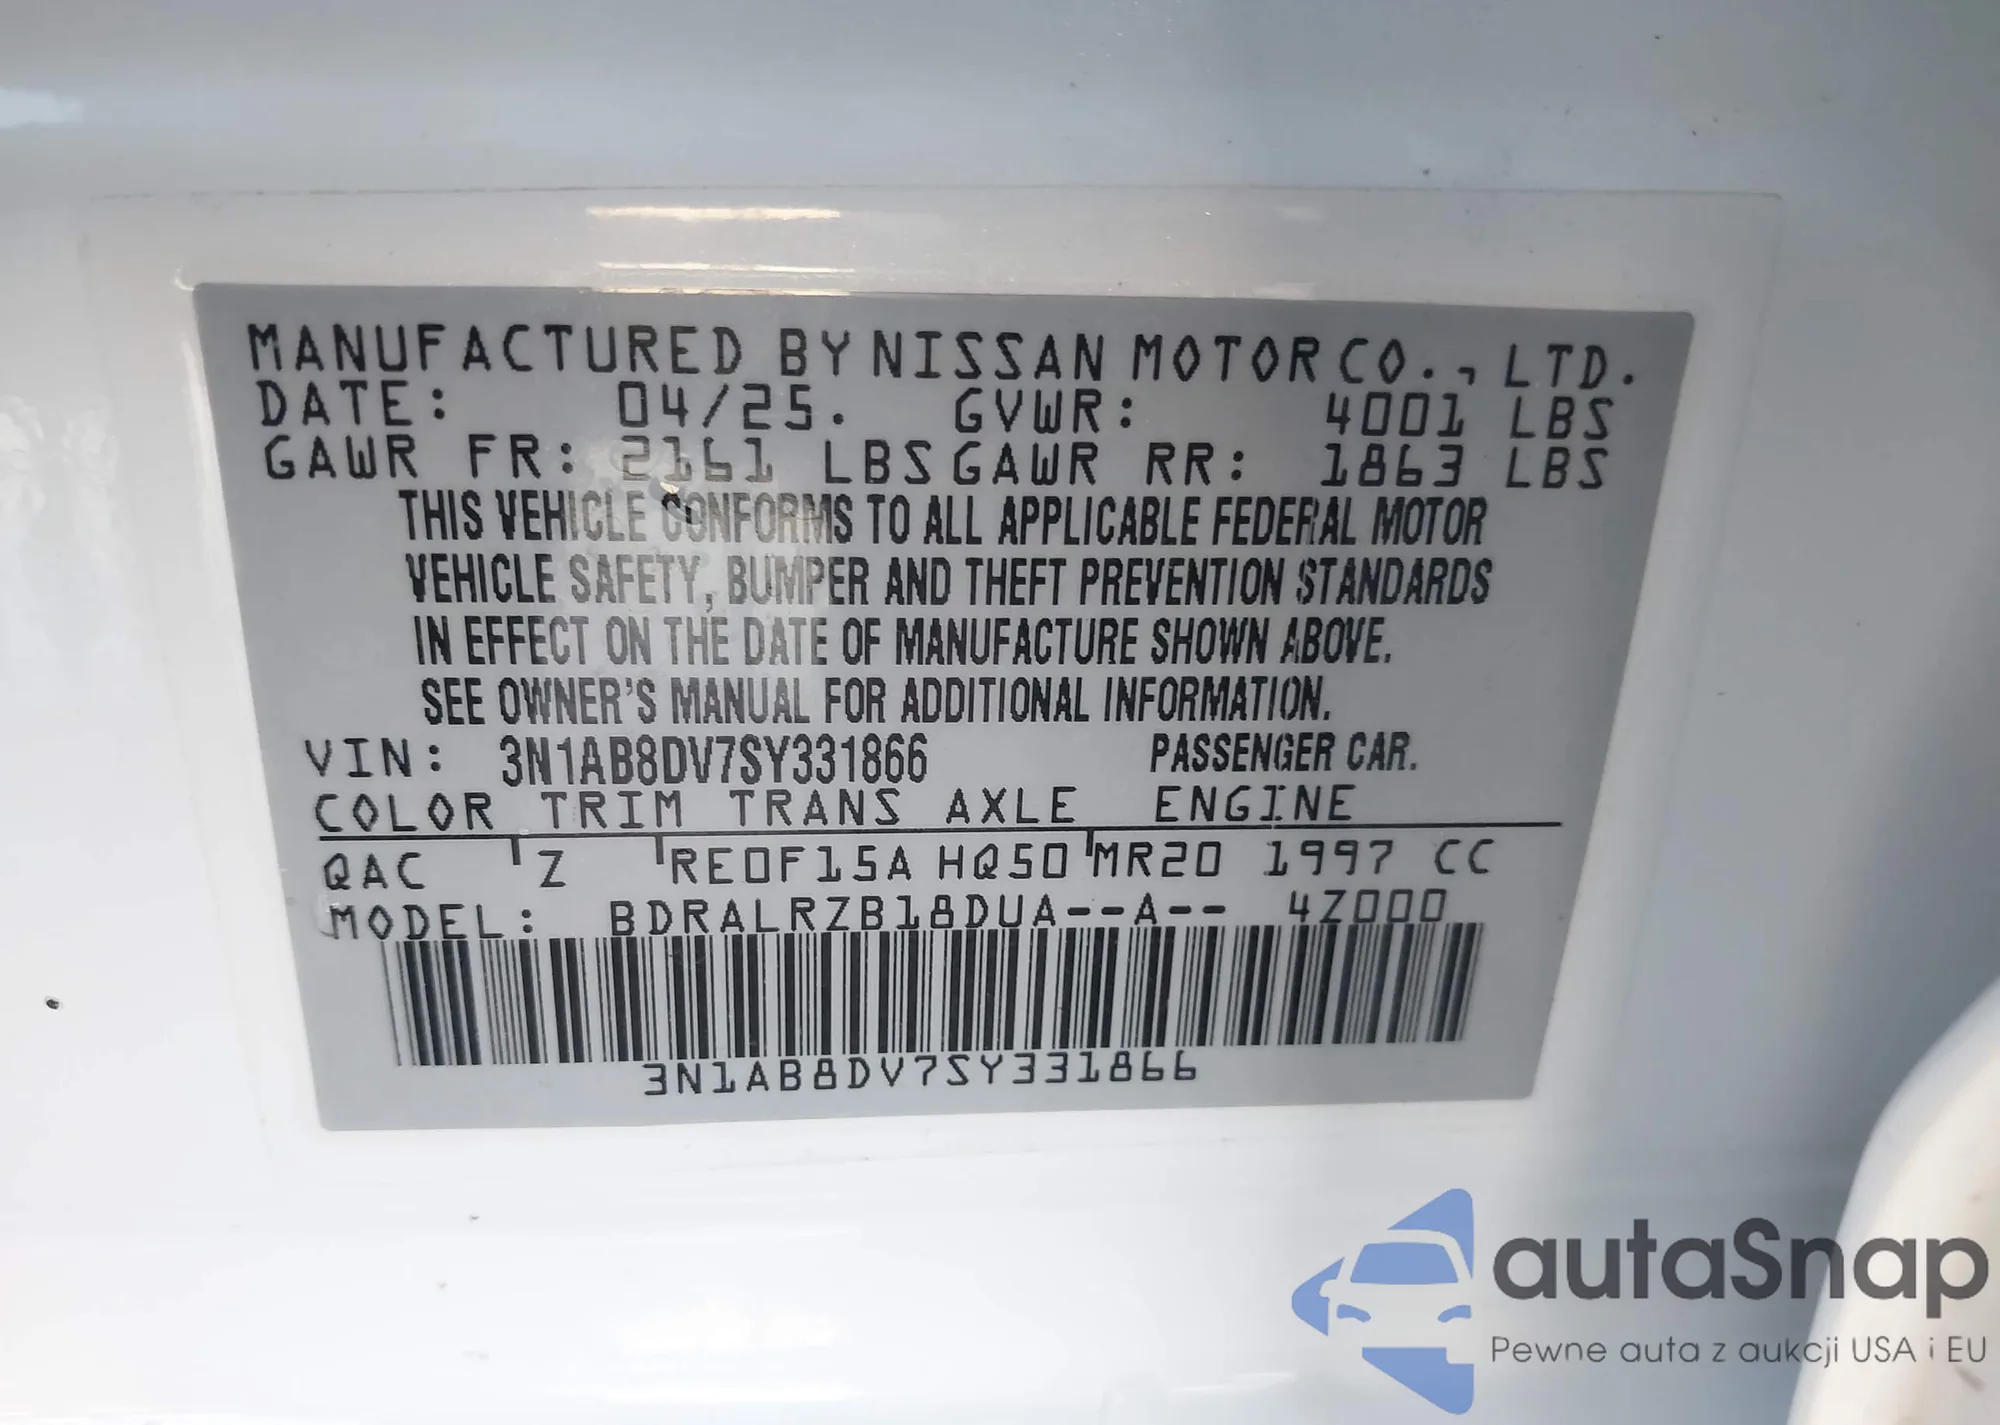 MANUFACTURED BY NISSAN MOTOR CO., LTD.
DATE: 04/25. GVWR: 4001 LBS
GAWR FR: 2161 LBS GAWR RR: 1863 LBS
THIS VEHICLE CONFORMS TO ALL APPLICABLE FEDERAL MOTOR
VEHICLE SAFETY, BUMPER AND THEFT PREVENTION STANDARDS
IN EFFECT ON THE DATE OF MANUFACTURE SHOWN ABOVE.
SEE OWNER'S MANUAL FOR ADDITIONAL INFORMATION.
VIN: 3N1AB8DV7SY331866 PASSENGER CAR.
COLOR TRIM TRANS AXLE ENGINE
QAC Z RE0F15A HQ50 MR20 1997 CC
MODEL: BDRALRZB18DUA--A-- 4Z000
3N1AB8DV7SY331866
autaSnap
Pewne auta z aukcji USA i EU